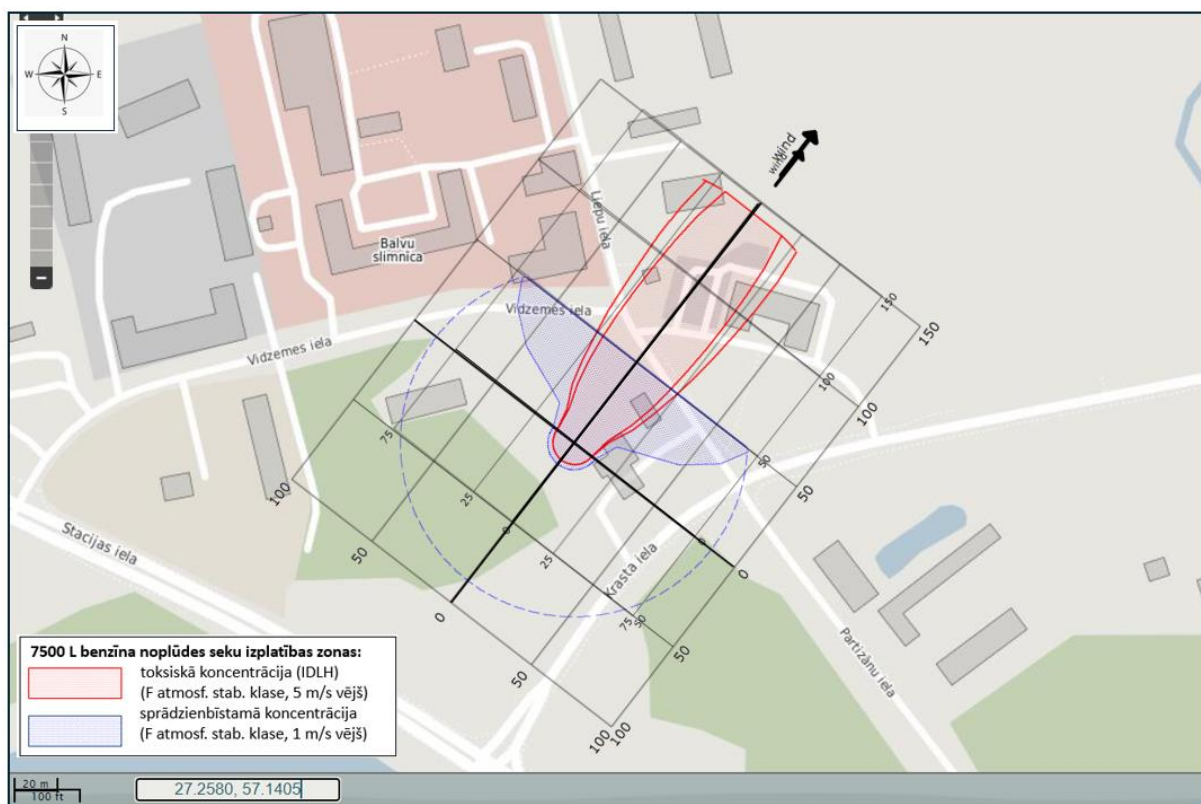 N
W E
S
Wind
wind
Liepu iela
Balvu
slimnīca
Vidzemes iela
Vidzemes iela
150
150
100
100
75
50
50
25
0
25
0
0
75
50
50
100
50
0
50
100
100
Stacijas iela
Krasta iela
Partizānu iela
7500 L benzīna noplūdes seku izplatības zonas:
toksiskā koncentrācija (IDLH)
(F atmosf. stab. klase, 5 m/s vējš)
sprādzienbīstamā koncentrācija
(F atmosf. stab. klase, 1 m/s vējš)
20 m
100 ft
27.2580, 57.1405